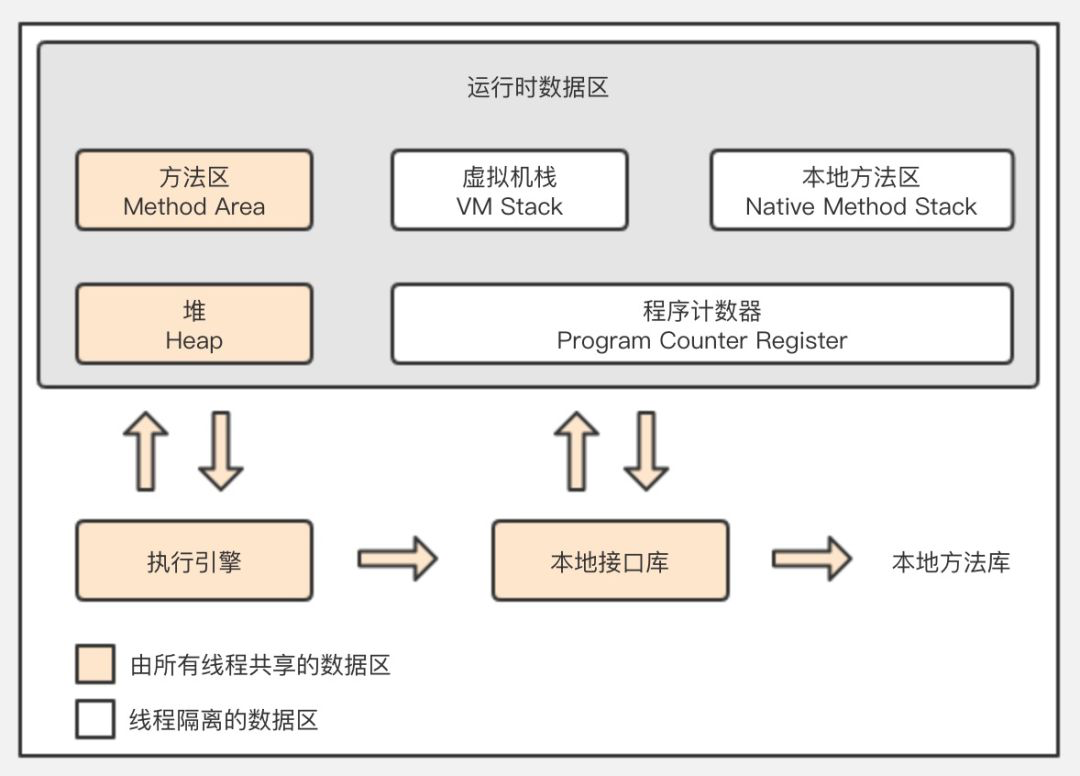 运行时数据区
方法区
Method Area
虚拟机栈
VM Stack
本地方法区
Native Method Stack
堆
Heap
程序计数器
Program Counter Register
执行引擎
本地接口库
本地方法库
由所有线程共享的数据区
线程隔离的数据区